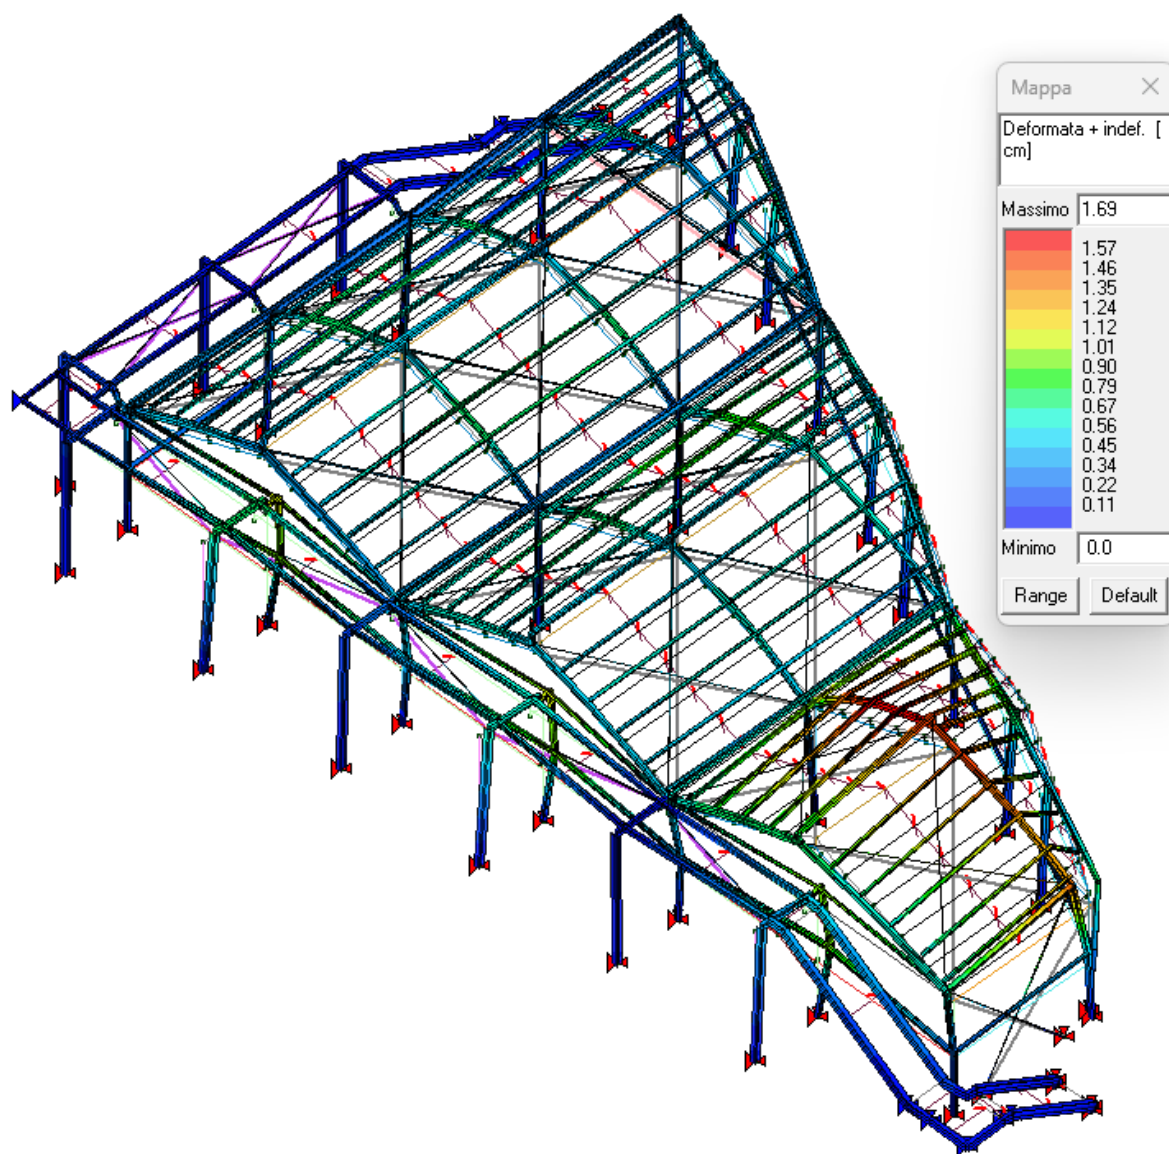 Mappa
Deformata + indef. [
cm]
Massimo 1.69
1.57
1.46
1.35
1.24
1.12
1.01
0.90
0.79
0.67
0.56
0.45
0.34
0.22
0.11
Minimo 0.0
Range Default